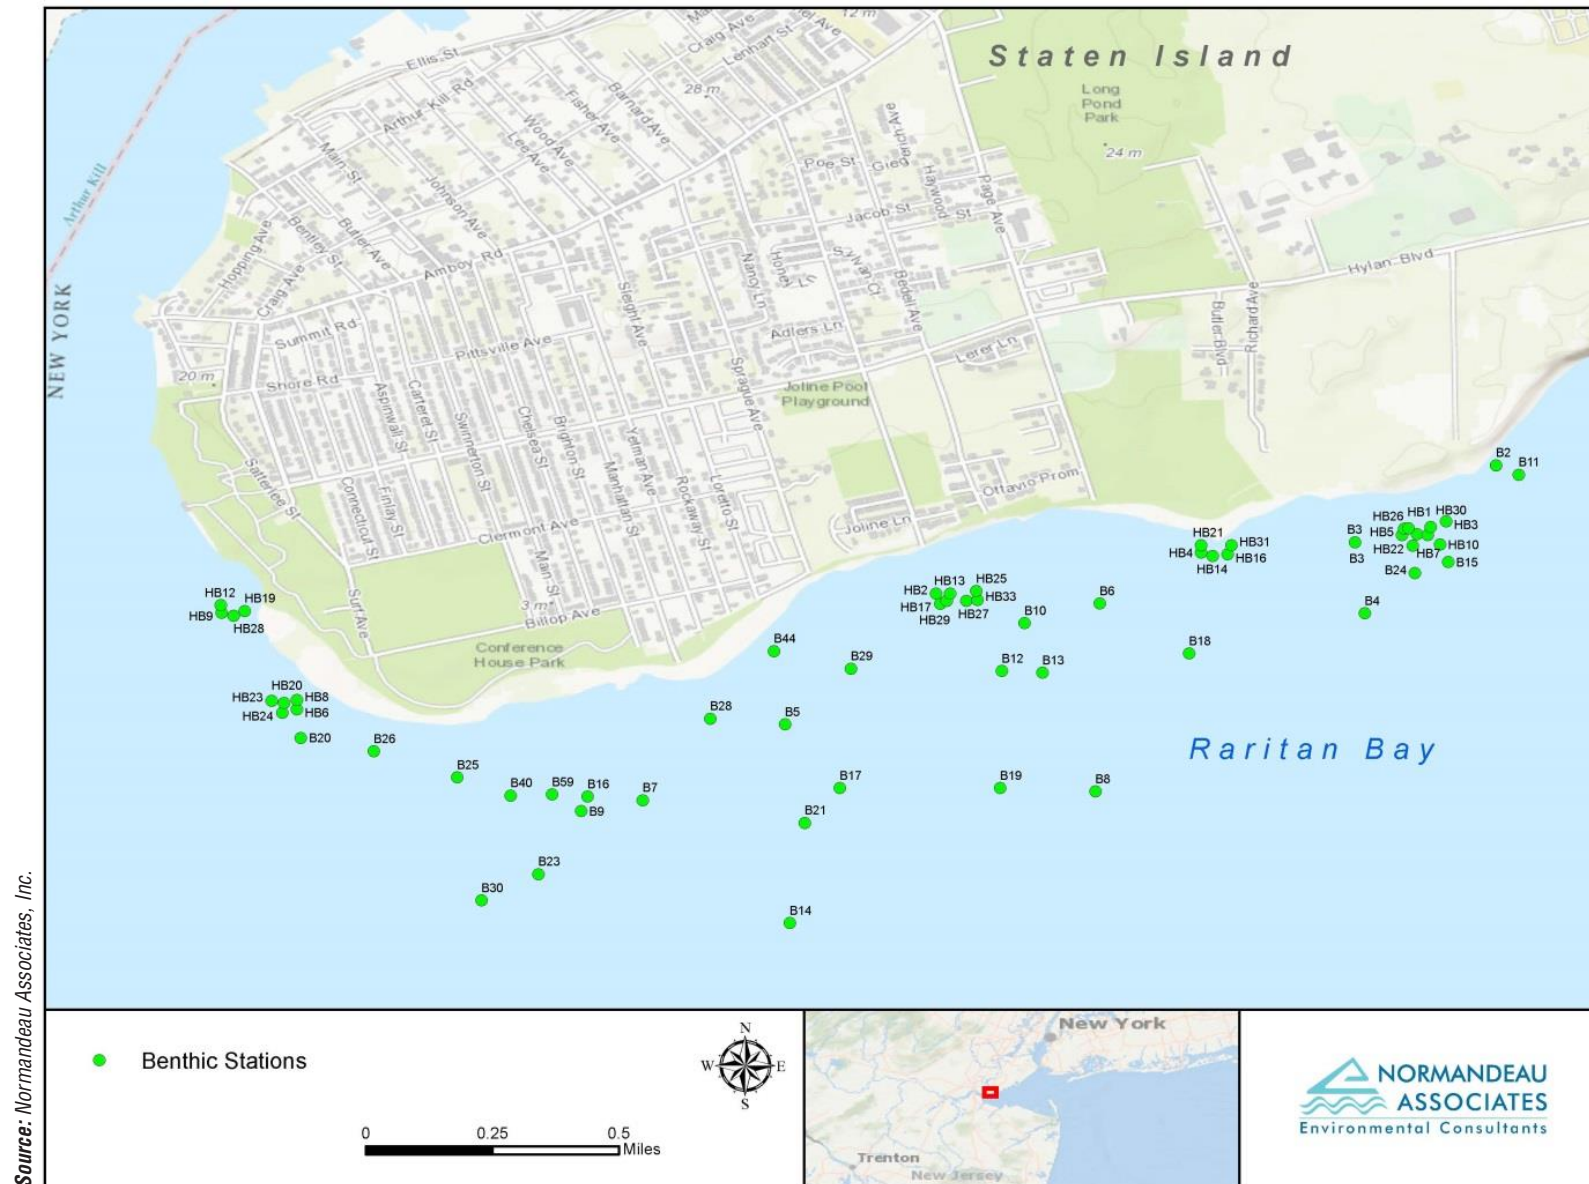 Staten Island
12 m
Craig Ave
Lenhart St
Ellis St
28 m
Long
Pond
Park
Arthur Kill Rd
Barnard Ave
Fisher Ave
Wood Ave
Lee Ave
24 m
Main St
Poe St
Haywood
Page Ave
Arthur Kill
Johnson Ave
Jacob St
St
Butler Ave
Bentley St
Hopping Ave
Craig Ave
Amboy Rd
Sylvan Ct
Nancy Ln
Honey Ln
Bedell Ave
Sleight Ave
Hylan Blvd
NEW YORK
Summit Rd
Pittsville Ave
Adlers Ln
Lerer Ln
Butler Blvd
Richard Ave
20 m
Shore Rd
Sprague Ave
Joline Pool
Playground
Aspinwall St
Carteret St
Swinnerton St
Chelsea St
Brighton St
Yetman Ave
Manhattan St
Rockaway St
Loretto St
Satterlee St
Connecticut St
Finlay St
Clermont Ave
Joline Ln
Ottavio Prom
Main St
Surf Ave
3 m
Billop Ave
Conference
House Park
B2
B11
HB26
HB1
HB30
HB5
HB3
HB22
HB7
HB10
B3
B3
B24
B15
B4
HB21
HB31
HB4
HB14
HB16
B6
B18
HB2
HB13
HB25
HB17
HB33
HB29
HB27
B10
B12
B13
HB12
HB19
HB9
HB28
B44
B29
HB20
HB23
HB8
HB24
HB6
B20
B26
B28
B5
Raritan Bay
B25
B40
B59
B16
B9
B7
B17
B21
B19
B8
B23
B30
B14
Source: Normandeau Associates, Inc.
Benthic Stations
0 0.25 0.5
Miles
N
W E
S
New York
Trenton
New Jersey
NORMANDEAU
ASSOCIATES
Environmental Consultants